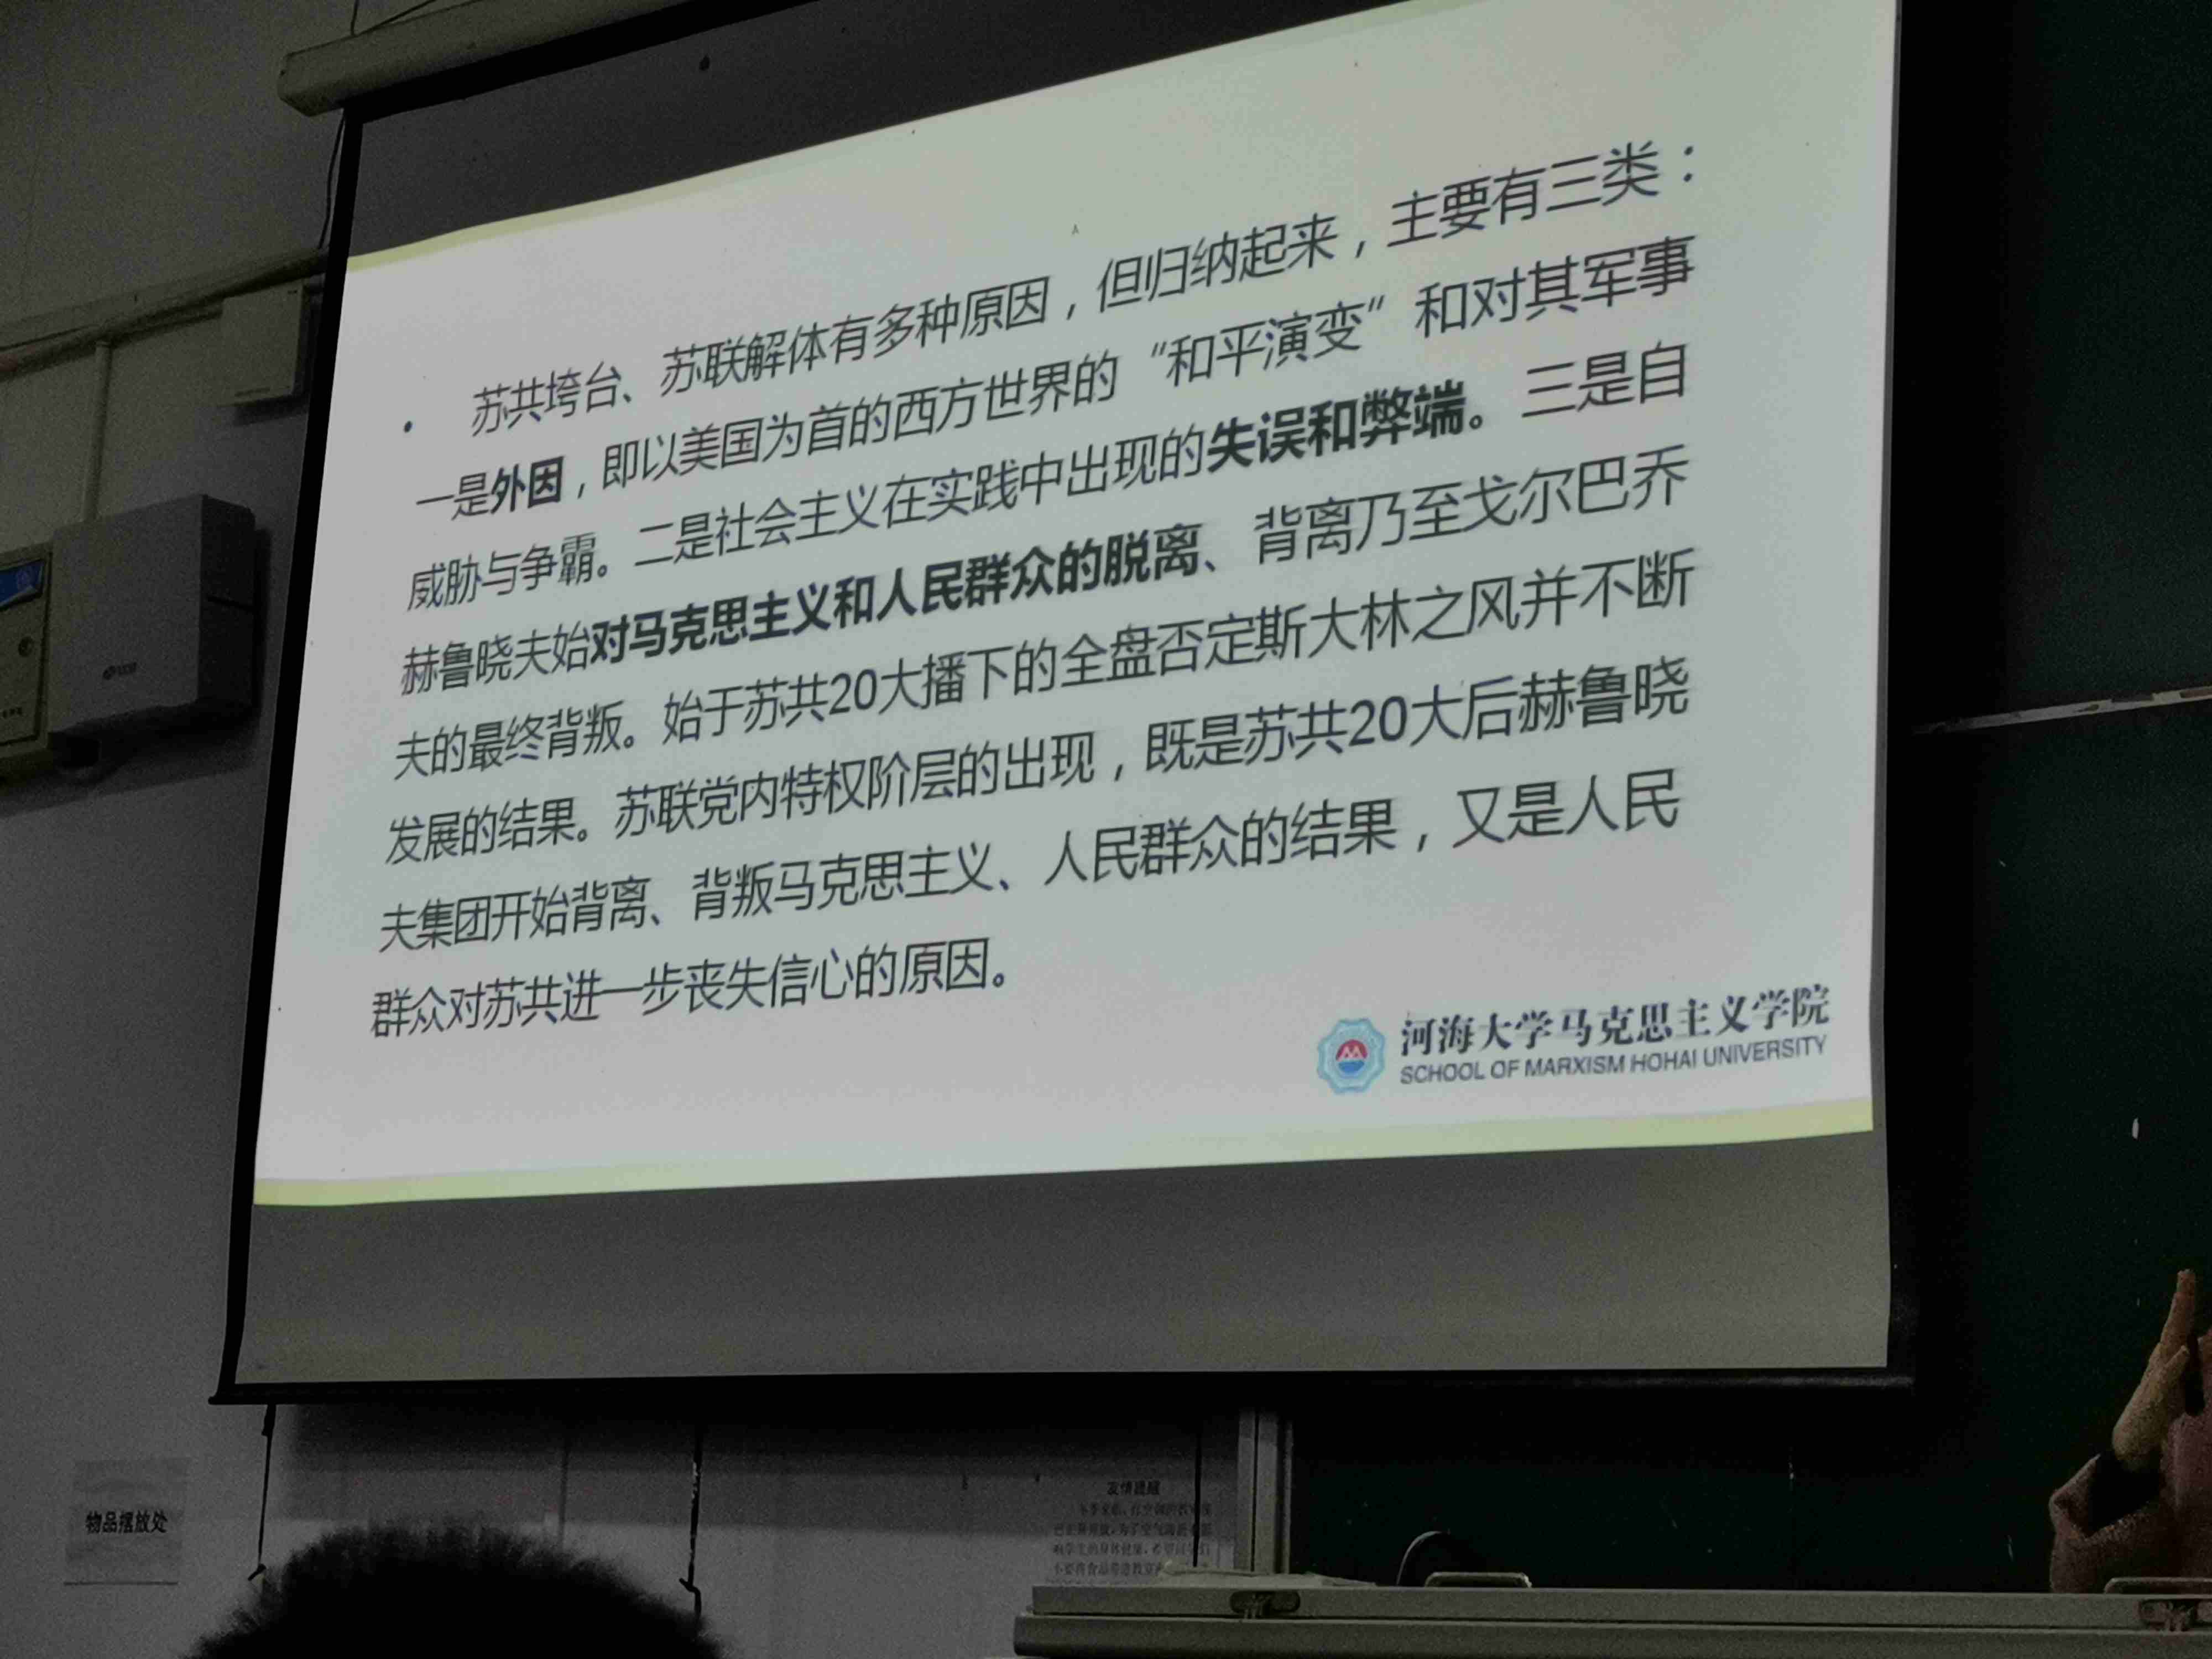 • 苏共垮台、苏联解体有多种原因，但归纳起来，主要有三类：
一是外因，即以美国为首的西方世界的“和平演变”和对其军事
威胁与争霸。二是社会主义在实践中出现的失误和弊端。三是自
赫鲁晓夫始对马克思主义和人民群众的脱离、背离乃至戈尔巴乔
夫的最终背叛。始于苏共20大播下的全盘否定斯大林之风并不断
发展的结果。苏联党内特权阶层的出现，既是苏共20大后赫鲁晓
夫集团开始背离、背叛马克思主义、人民群众的结果，又是人民
群众对苏共进一步丧失信心的原因。
河海大学马克思主义学院
SCHOOL OF MARXISM HOHAI UNIVERSITY
物品摆放处
友情提醒